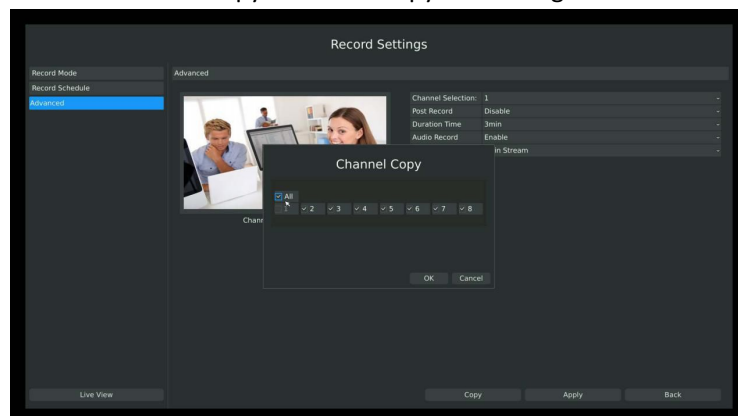 Record Settings
Record Mode
Record Schedule
Advanced
Advanced
Channel Selection: 1
Post Record Disable
Duration Time 3min
Audio Record Enable
in Stream
Channel Copy
All
1 2 3 4 5 6 7 8
OK Cancel
Live View
Copy Apply Back